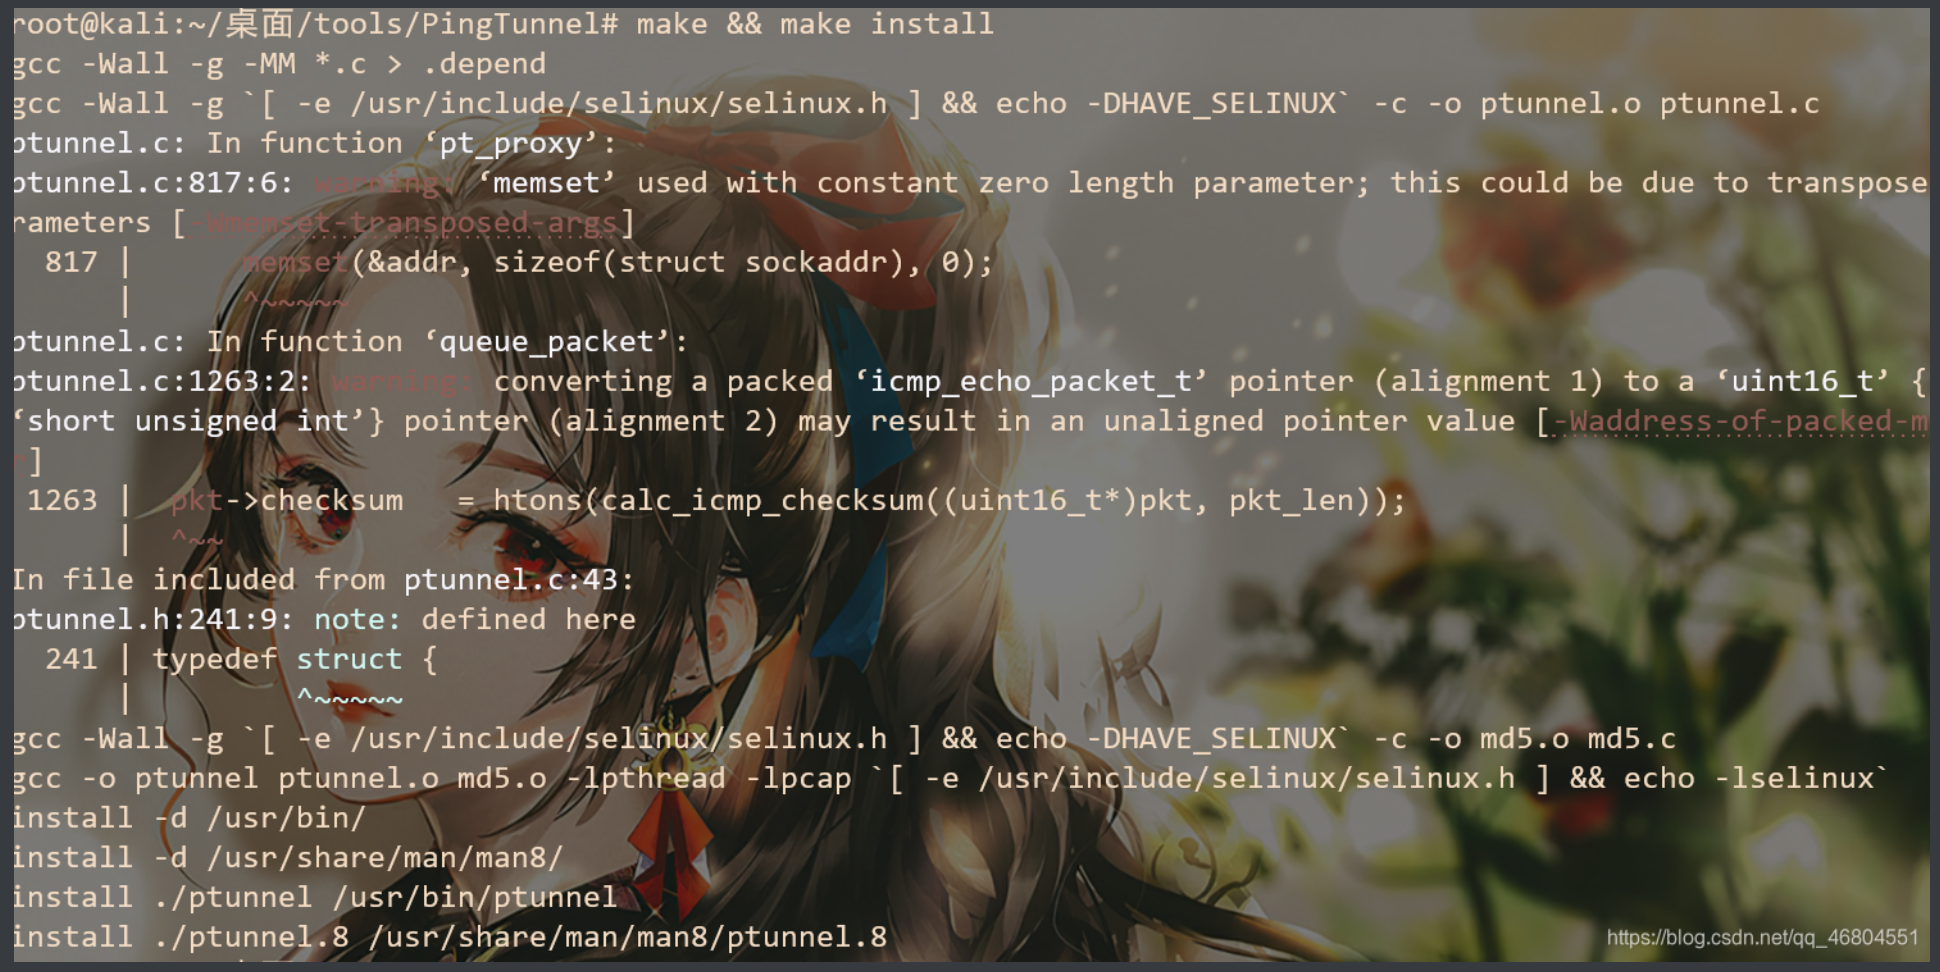 root@kali:~/桌面/tools/PingTunnel# make && make install
gcc -Wall -g -MM *.c > .depend
gcc -Wall -g `[ -e /usr/include/selinux/selinux.h ] && echo -DHAVE_SELINUX` -c -o ptunnel.o ptunnel.c
ptunnel.c: In function ‘pt_proxy’:
ptunnel.c:817:6: warning: ‘memset’ used with constant zero length parameter; this could be due to transpose
rameters [-Wmemset-transposed-args]
817 |      memset(&addr, sizeof(struct sockaddr), 0);
|      ^~~~~~
ptunnel.c: In function ‘queue_packet’:
ptunnel.c:1263:2: warning: converting a packed ‘icmp_echo_packet_t’ pointer (alignment 1) to a ‘uint16_t’ {
‘short unsigned int’} pointer (alignment 2) may result in an unaligned pointer value [-Waddress-of-packed-m
]
1263 |  pkt->checksum   = htons(calc_icmp_checksum((uint16_t*)pkt, pkt_len));
|  ^~~
In file included from ptunnel.c:43:
ptunnel.h:241:9: note: defined here
241 | typedef struct {
|         ^~~~~~
gcc -Wall -g `[ -e /usr/include/selinux/selinux.h ] && echo -DHAVE_SELINUX` -c -o md5.o md5.c
gcc -o ptunnel ptunnel.o md5.o -lpthread -lpcap `[ -e /usr/include/selinux/selinux.h ] && echo -lselinux`
install -d /usr/bin/
install -d /usr/share/man/man8/
install ./ptunnel /usr/bin/ptunnel
install ./ptunnel.8 /usr/share/man/man8/ptunnel.8
https://blog.csdn.net/qq_46804551